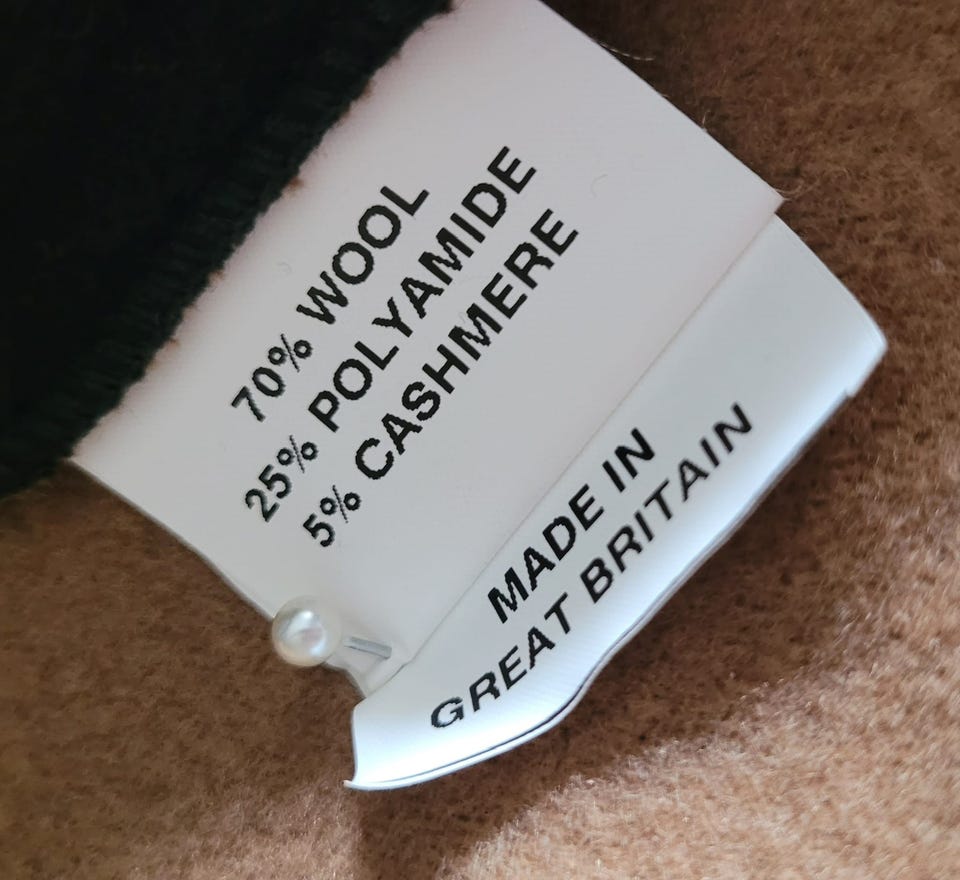 70% WOOL
25% POLYAMIDE
5% CASHMERE
MADE IN
GREAT BRITAIN